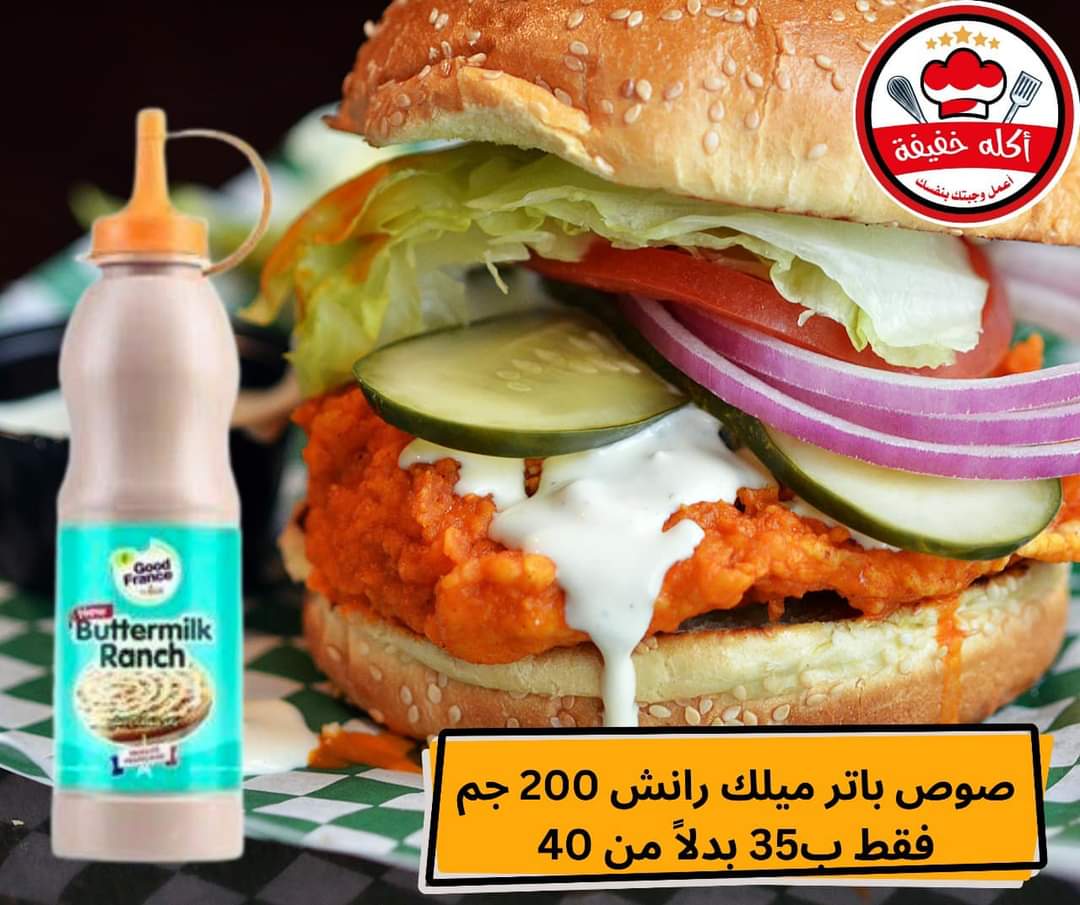 أكله خفيفة
أعمل وجبتك بنفسك
Good
France
New
Buttermilk
Ranch
صوص باتر ميلك رانش 200 جم
فقط ب35 بدلاً من 40